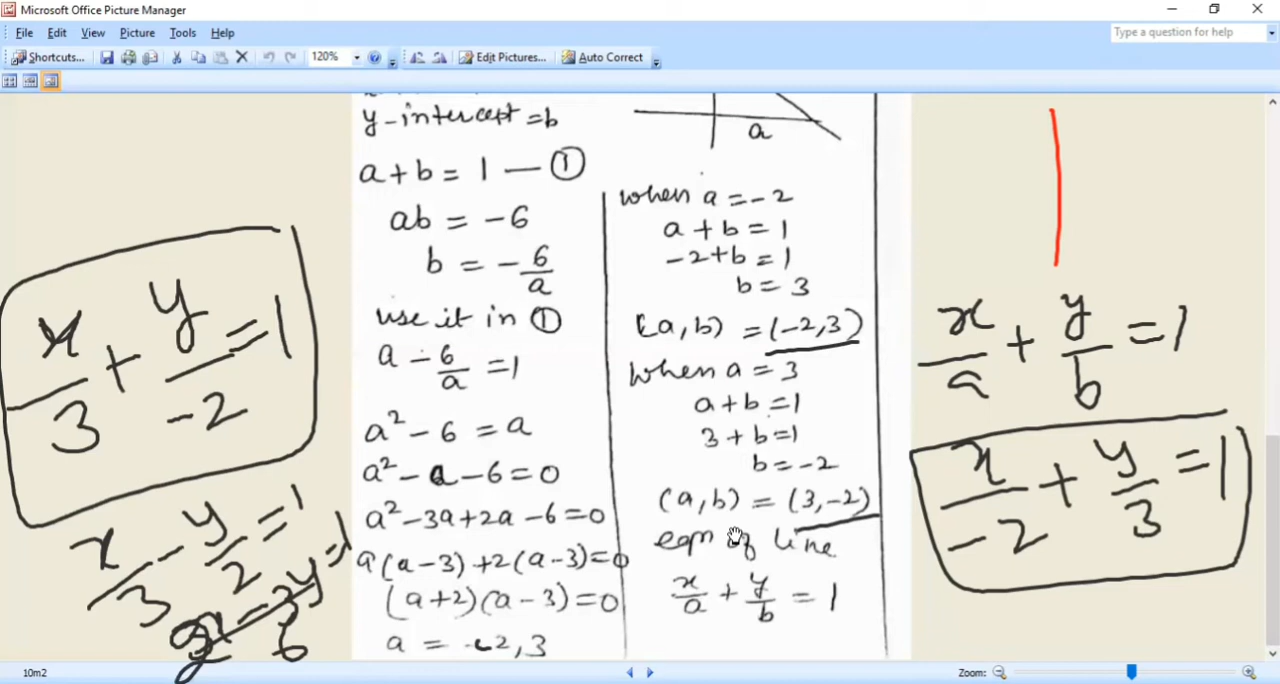 Microsoft Office Picture Manager
File Edit View Picture Tools Help
Type a question for help
Shortcuts... 120% Edit Pictures... Auto Correct
y-intercept = b
a + b = 1 — ①
ab = -6
b = -6/a
use it in ①
a - 6/a = 1
a² - 6 = a
a² - a - 6 = 0
a² - 3a + 2a - 6 = 0
a(a-3) + 2(a-3) = 0
(a+2)(a-3) = 0
a = -2, 3
a
when a = -2
a + b = 1
-2 + b = 1
b = 3
(a,b) = (-2,3)
when a = 3
a + b = 1
3 + b = 1
b = -2
(a,b) = (3,-2)
eqn of line
x/a + y/b = 1
x/3 + y/-2 = 1
x/3 - y/2 = 1
x/a + y/b = 1
x/-2 + y/3 = 1
10m2
Zoom: